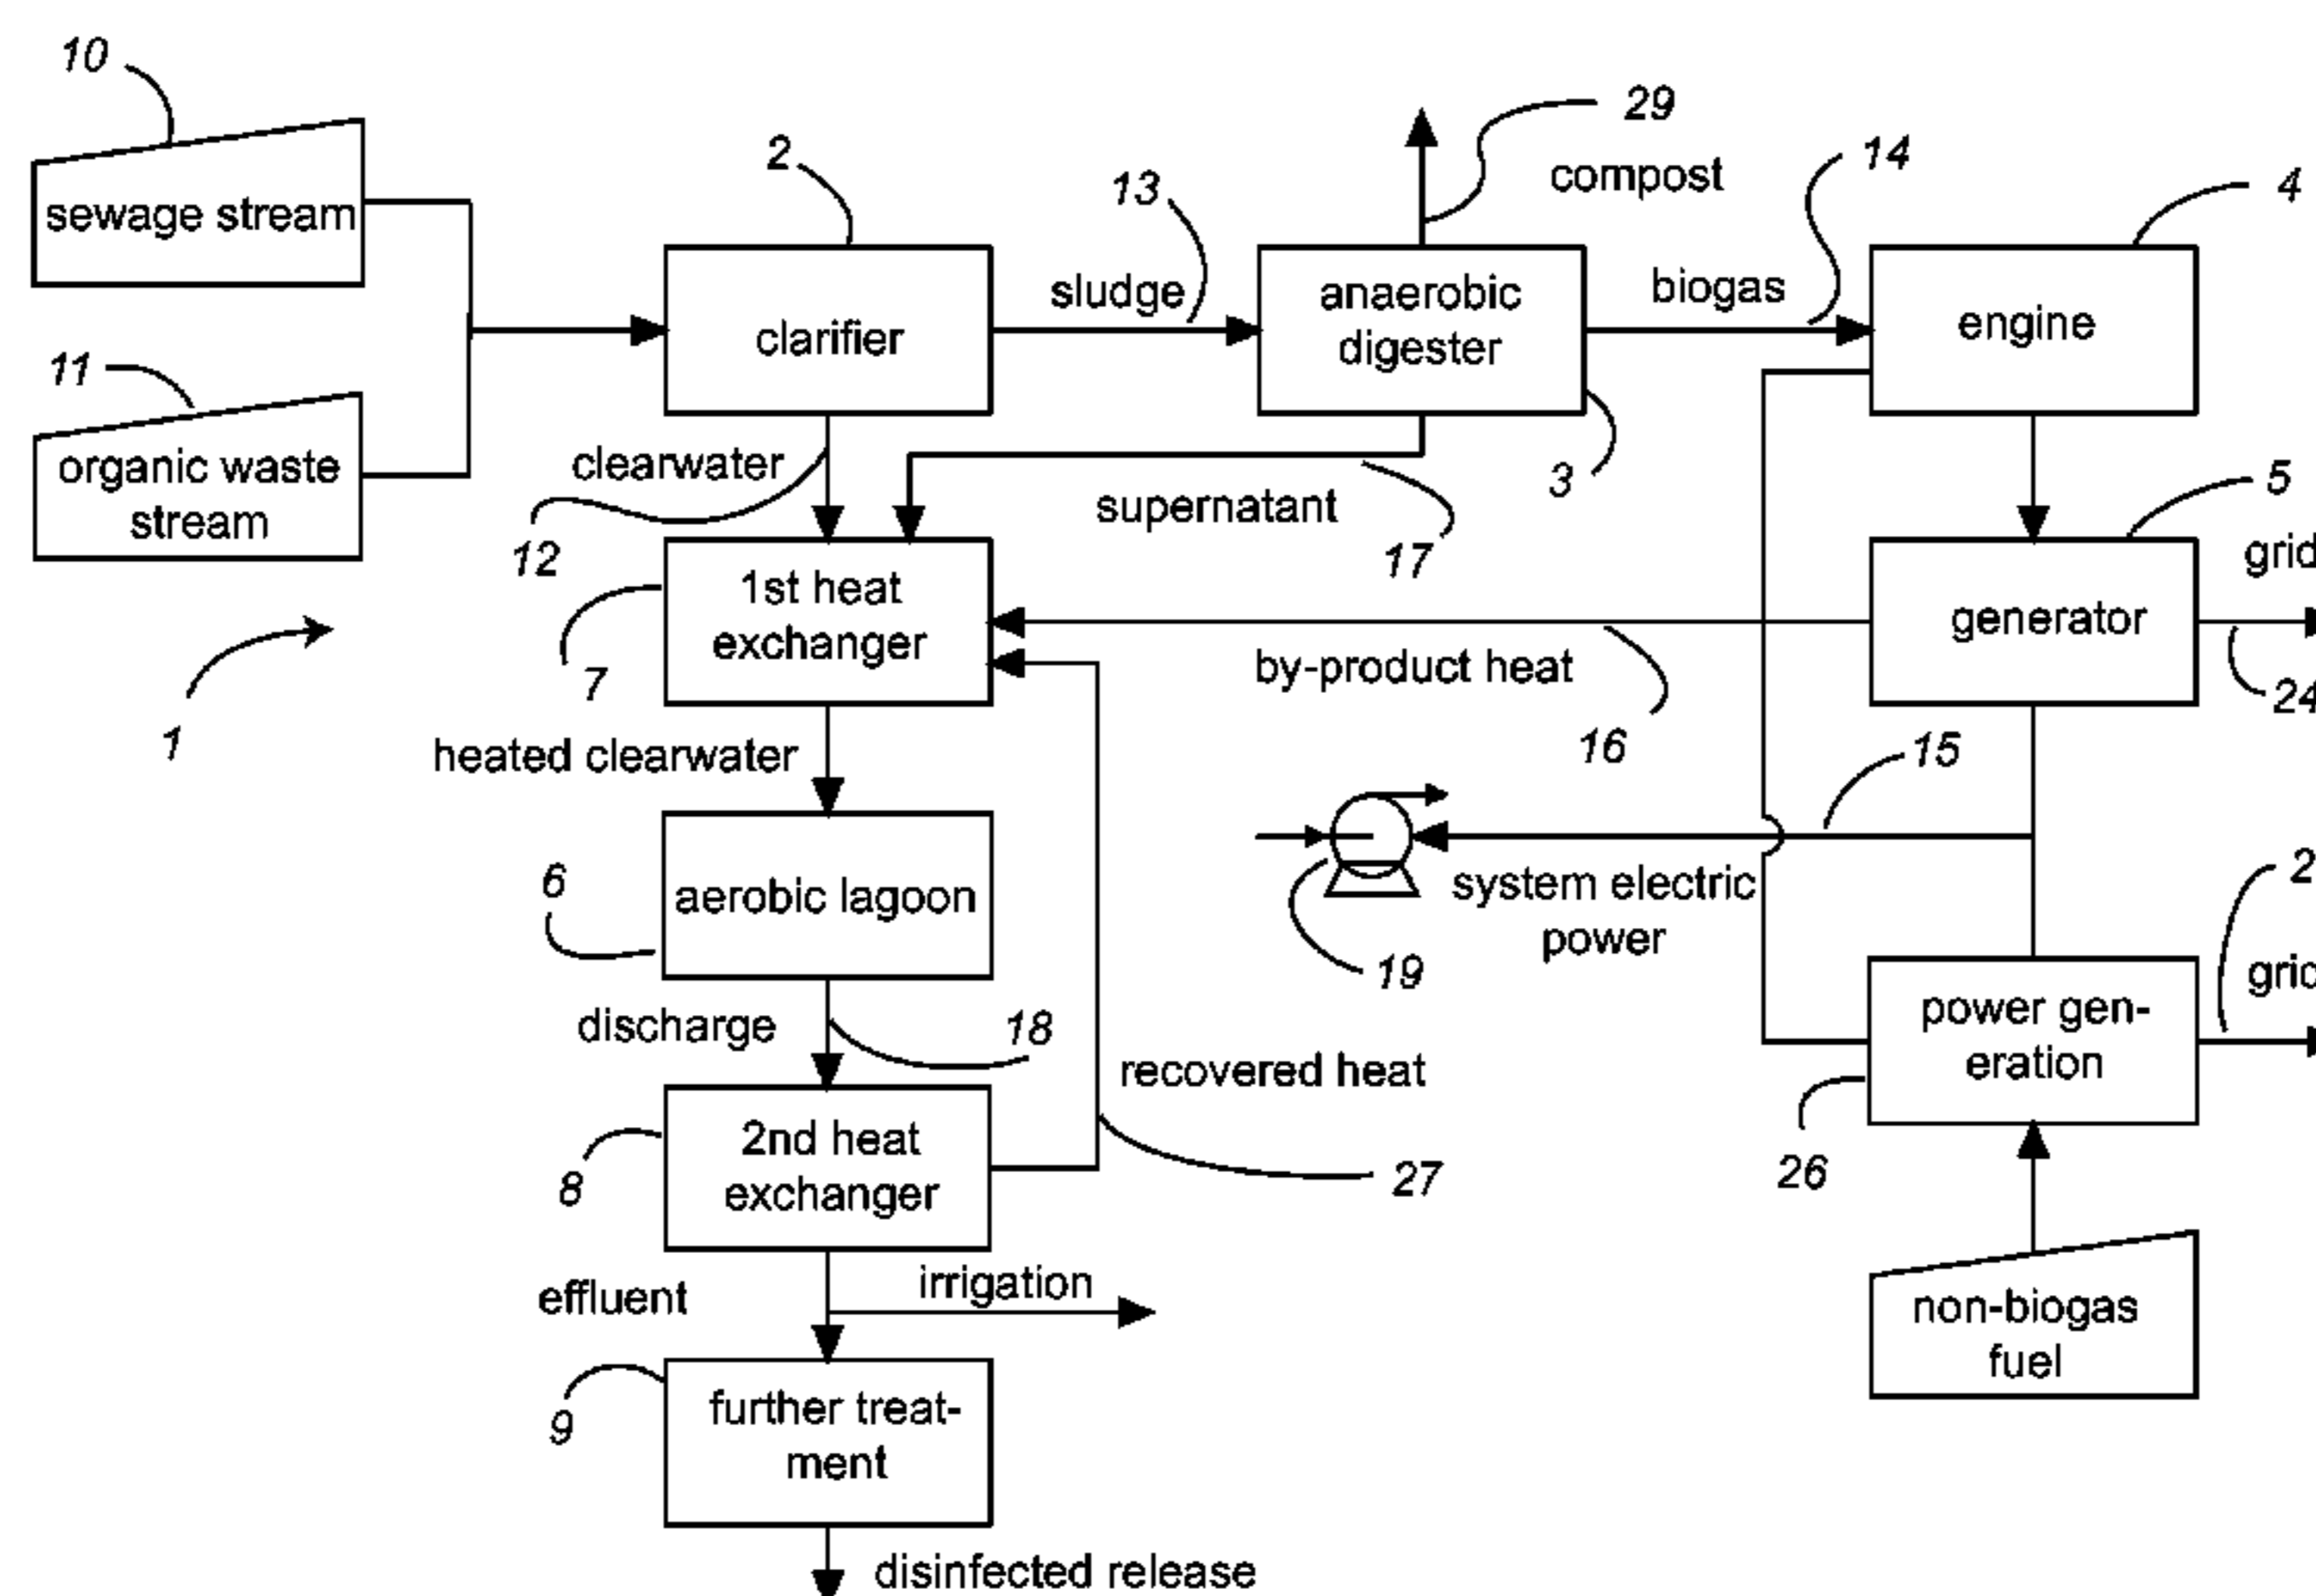 10
sewage stream
11
organic waste
stream
1
2
clarifier
13
sludge
29
compost
anaerobic
digester
3
biogas
14
4
engine
clearwater
12
supernatant
17
5
generator
grid
24
1st heat
exchanger
7
by-product heat
16
heated clearwater
15
6
aerobic lagoon
19
system electric
power
discharge
18
recovered heat
27
power gen-
eration
26
2nd heat
exchanger
8
effluent
irrigation
non-biogas
fuel
9
further treat-
ment
disinfected release